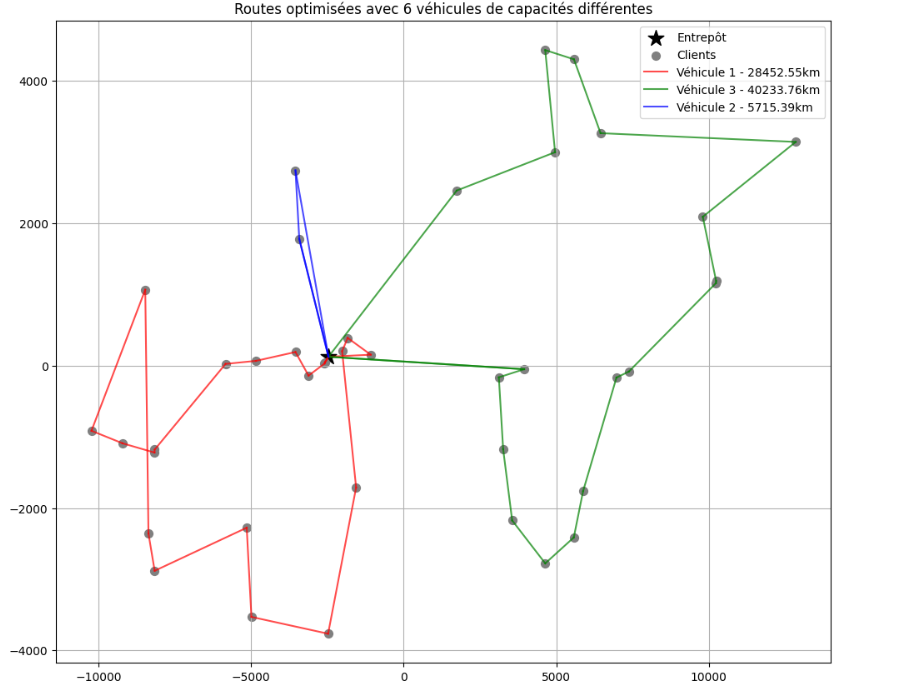 Routes optimisées avec 6 véhicules de capacités différentes
Entrepôt
Clients
Véhicule 1 - 28452.55km
Véhicule 3 - 40233.76km
Véhicule 2 - 5715.39km
4000
2000
0
−2000
−4000
−10000
−5000
0
5000
10000